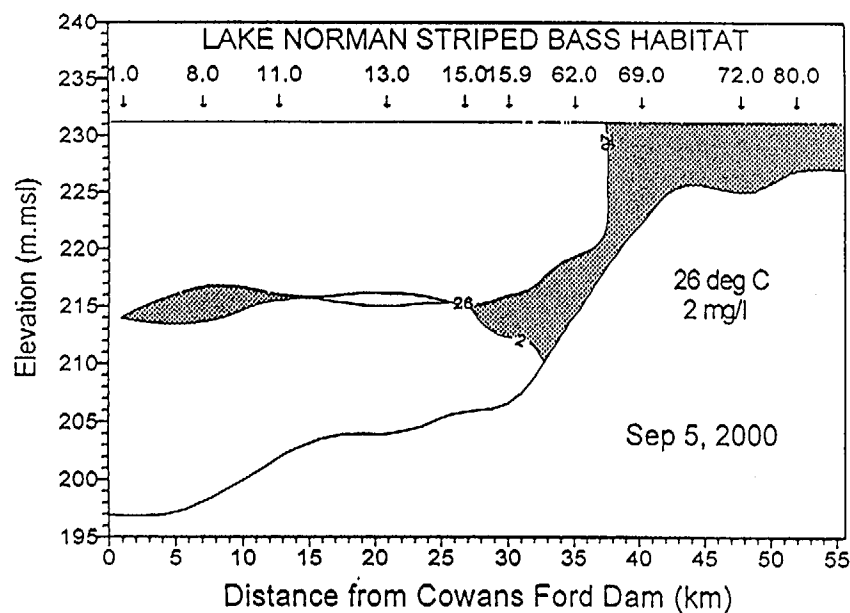 LAKE NORMAN STRIPED BASS HABITAT
1.0 8.0 11.0 13.0 15.0 15.9 62.0 69.0 72.0 80.0
240
235
230
225
220
215
210
205
200
195
Elevation (m.msl)
26
26
2
26 deg C
2 mg/l
Sep 5, 2000
0 5 10 15 20 25 30 35 40 45 50 55
Distance from Cowans Ford Dam (km)